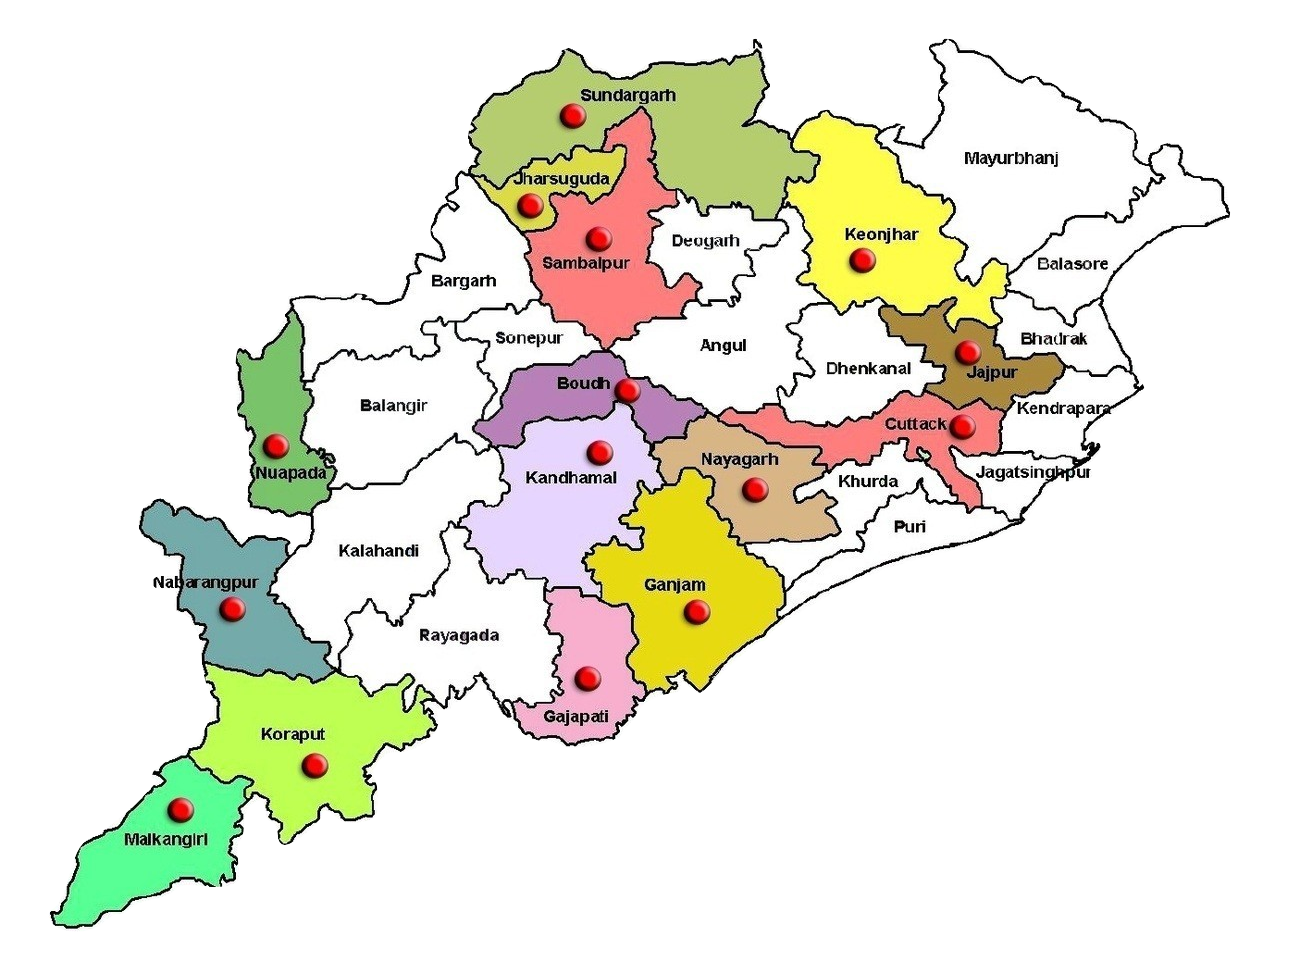 Sundargarh
Mayurbhanj
Jharsuguda
Keonjhar
Deogarh
Sambalpur
Balasore
Bargarh
Sonepur
Angul
Bhadrak
Dhenkanal
Jajpur
Boudh
Balangir
Kendrapara
Cuttack
Nayagarh
Nuapada
Jagatsinghpur
Kandhamal
Khurda
Puri
Kalahandi
Nabarangpur
Ganjam
Rayagada
Gajapati
Koraput
Malkangiri